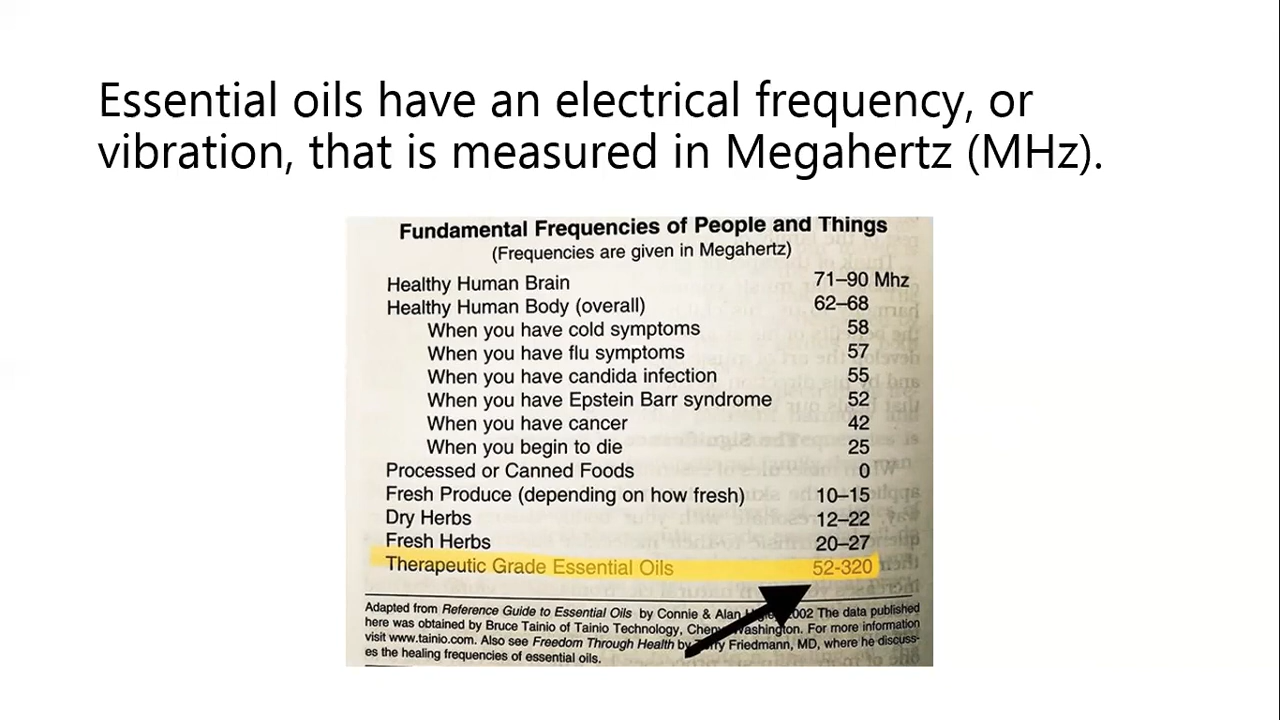 Essential oils have an electrical frequency, or
vibration, that is measured in Megahertz (MHz).
Fundamental Frequencies of People and Things
(Frequencies are given in Megahertz)
Healthy Human Brain 71–90 Mhz
Healthy Human Body (overall) 62–68
When you have cold symptoms 58
When you have flu symptoms 57
When you have candida infection 55
When you have Epstein Barr syndrome 52
When you have cancer 42
When you begin to die 25
Processed or Canned Foods 0
Fresh Produce (depending on how fresh) 10–15
Dry Herbs 12–22
Fresh Herbs 20–27
Therapeutic Grade Essential Oils 52-320
Adapted from Reference Guide to Essential Oils by Connie & Alan 2002 The data published
here was obtained by Bruce Tainio of Tainio Technology, Washington. For more information
visit www.tainio.com. Also see Freedom Through Health by Friedmann, MD, where he discuss-
es the healing frequencies of essential oils.